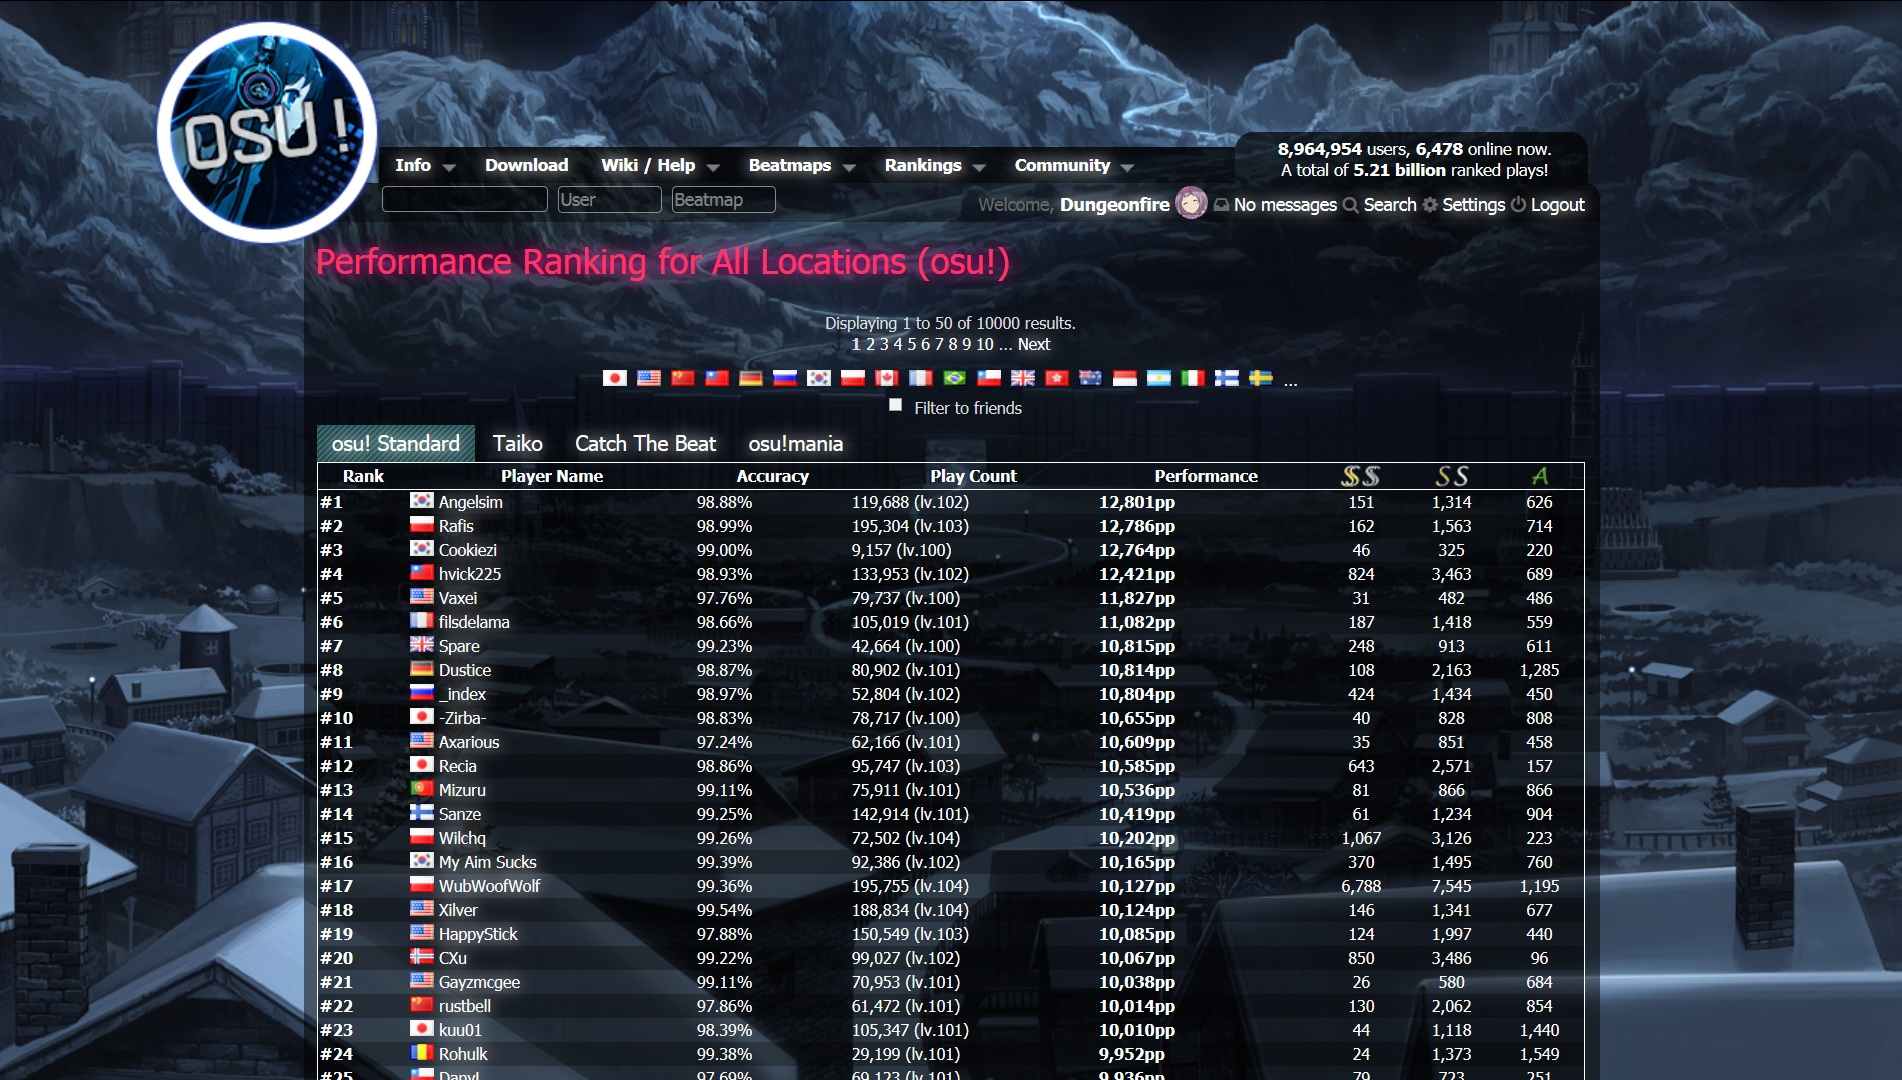 OSU!
8,964,954 users, 6,478 online now.
A total of 5.21 billion ranked plays!
Info Download Wiki / Help Beatmaps Rankings Community
User Beatmap
Welcome, Dungeonfire No messages Search Settings Logout
Performance Ranking for All Locations (osu!)
Displaying 1 to 50 of 10000 results.
1 2 3 4 5 6 7 8 9 10 ... Next
...
Filter to friends
osu! Standard Taiko Catch The Beat osu!mania
Rank Player Name Accuracy Play Count Performance SS SS S S A
#1 Angelsim 98.88% 119,688 (lv.102) 12,801pp 151 1,314 626
#2 Rafis 98.99% 195,304 (lv.103) 12,786pp 162 1,563 714
#3 Cookiezi 99.00% 9,157 (lv.100) 12,764pp 46 325 220
#4 hvick225 98.93% 133,953 (lv.102) 12,421pp 824 3,463 689
#5 Vaxei 97.76% 79,737 (lv.100) 11,827pp 31 482 486
#6 filsdelama 98.66% 105,019 (lv.101) 11,082pp 187 1,418 559
#7 Spare 99.23% 42,664 (lv.100) 10,815pp 248 913 611
#8 Dustice 98.87% 80,902 (lv.101) 10,814pp 108 2,163 1,285
#9 _index 98.97% 52,804 (lv.102) 10,804pp 424 1,434 450
#10 -Zirba- 98.83% 78,717 (lv.100) 10,655pp 40 828 808
#11 Axarious 97.24% 62,166 (lv.101) 10,609pp 35 851 458
#12 Recia 98.86% 95,747 (lv.103) 10,585pp 643 2,571 157
#13 Mizuru 99.11% 75,911 (lv.101) 10,536pp 81 866 866
#14 Sanze 99.25% 142,914 (lv.101) 10,419pp 61 1,234 904
#15 Wilchq 99.26% 72,502 (lv.104) 10,202pp 1,067 3,126 223
#16 My Aim Sucks 99.39% 92,386 (lv.102) 10,165pp 370 1,495 760
#17 WubWoofWolf 99.36% 195,755 (lv.104) 10,127pp 6,788 7,545 1,195
#18 Xilver 99.54% 188,834 (lv.104) 10,124pp 146 1,341 677
#19 HappyStick 97.88% 150,549 (lv.103) 10,085pp 124 1,997 440
#20 CXu 99.22% 99,027 (lv.102) 10,067pp 850 3,486 96
#21 Gayzmcgee 99.11% 70,953 (lv.101) 10,038pp 26 580 684
#22 rustbell 97.86% 61,472 (lv.101) 10,014pp 130 2,062 854
#23 kuu01 98.39% 105,347 (lv.101) 10,010pp 44 1,118 1,440
#24 Rohulk 99.38% 29,199 (lv.101) 9,952pp 24 1,373 1,549
#25 97.69% 69,123 (lv.101) 9,936pp 79 723 251